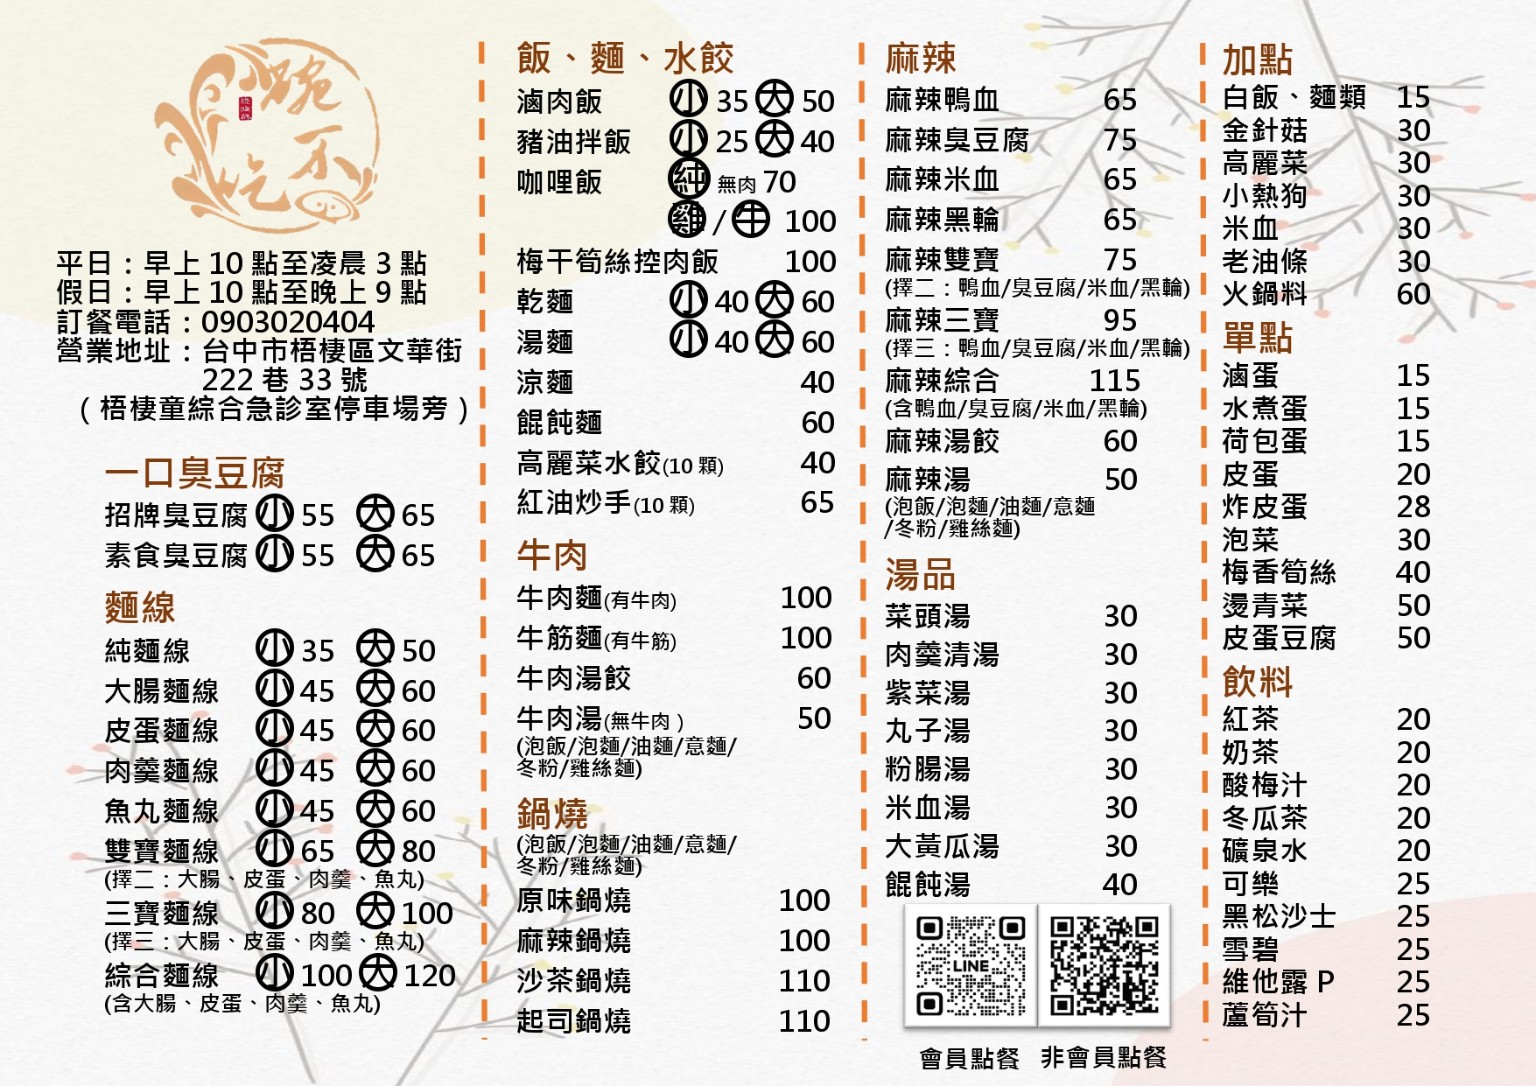 小碗不吃
平日：早上 10 點至凌晨 3 點
假日：早上 10 點至晚上 9 點
訂餐電話：0903020404
營業地址：台中市梧棲區文華街
222 巷 33 號
（梧棲童綜合急診室停車場旁）
一口臭豆腐
招牌臭豆腐 小 55 大 65
素食臭豆腐 小 55 大 65
麵線
純麵線 小 35 大 50
大腸麵線 小 45 大 60
皮蛋麵線 小 45 大 60
肉羹麵線 小 45 大 60
魚丸麵線 小 45 大 60
雙寶麵線 小 65 大 80
(擇二：大腸、皮蛋、肉羹、魚丸)
三寶麵線 小 80 大 100
(擇三：大腸、皮蛋、肉羹、魚丸)
綜合麵線 小 100 大 120
(含大腸、皮蛋、肉羹、魚丸)
飯、麵、水餃
滷肉飯 小 35 大 50
豬油拌飯 小 25 大 40
咖哩飯 純 無肉 70
雞 / 牛 100
梅干筍絲控肉飯 100
乾麵 小 40 大 60
湯麵 小 40 大 60
涼麵 40
餛飩麵 60
高麗菜水餃(10 顆) 40
紅油炒手(10 顆) 65
牛肉
牛肉麵(有牛肉) 100
牛筋麵(有牛筋) 100
牛肉湯餃 60
牛肉湯(無牛肉 ) 50
(泡飯/泡麵/油麵/意麵/
冬粉/雞絲麵)
鍋燒
(泡飯/泡麵/油麵/意麵/
冬粉/雞絲麵)
原味鍋燒 100
麻辣鍋燒 100
沙茶鍋燒 110
起司鍋燒 110
麻辣
麻辣鴨血 65
麻辣臭豆腐 75
麻辣米血 65
麻辣黑輪 65
麻辣雙寶 75
(擇二：鴨血/臭豆腐/米血/黑輪)
麻辣三寶 95
(擇三：鴨血/臭豆腐/米血/黑輪)
麻辣綜合 115
(含鴨血/臭豆腐/米血/黑輪)
麻辣湯餃 60
麻辣湯 50
(泡飯/泡麵/油麵/意麵
/冬粉/雞絲麵)
湯品
菜頭湯 30
肉羹清湯 30
紫菜湯 30
丸子湯 30
粉腸湯 30
米血湯 30
大黃瓜湯 30
餛飩湯 40
LINE
會員點餐 非會員點餐
加點
白飯、麵類 15
金針菇 30
高麗菜 30
小熱狗 30
米血 30
老油條 30
火鍋料 60
單點
滷蛋 15
水煮蛋 15
荷包蛋 15
皮蛋 20
炸皮蛋 28
泡菜 30
梅香筍絲 40
燙青菜 50
皮蛋豆腐 50
飲料
紅茶 20
奶茶 20
酸梅汁 20
冬瓜茶 20
礦泉水 20
可樂 25
黑松沙士 25
雪碧 25
維他露 P 25
蘆筍汁 25